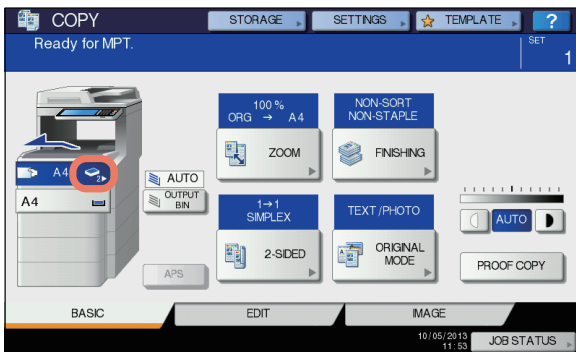 COPY
STORAGE
SETTINGS
TEMPLATE
?
Ready for MPT.
SET
1
100 %
ORG → A4
ZOOM
NON-SORT
NON-STAPLE
FINISHING
A4
2
A4
AUTO
OUTPUT
BIN
APS
1→1
SIMPLEX
2-SIDED
TEXT/PHOTO
ORIGINAL
MODE
AUTO
PROOF COPY
BASIC
EDIT
IMAGE
10/05/2013
11:53
JOB STATUS